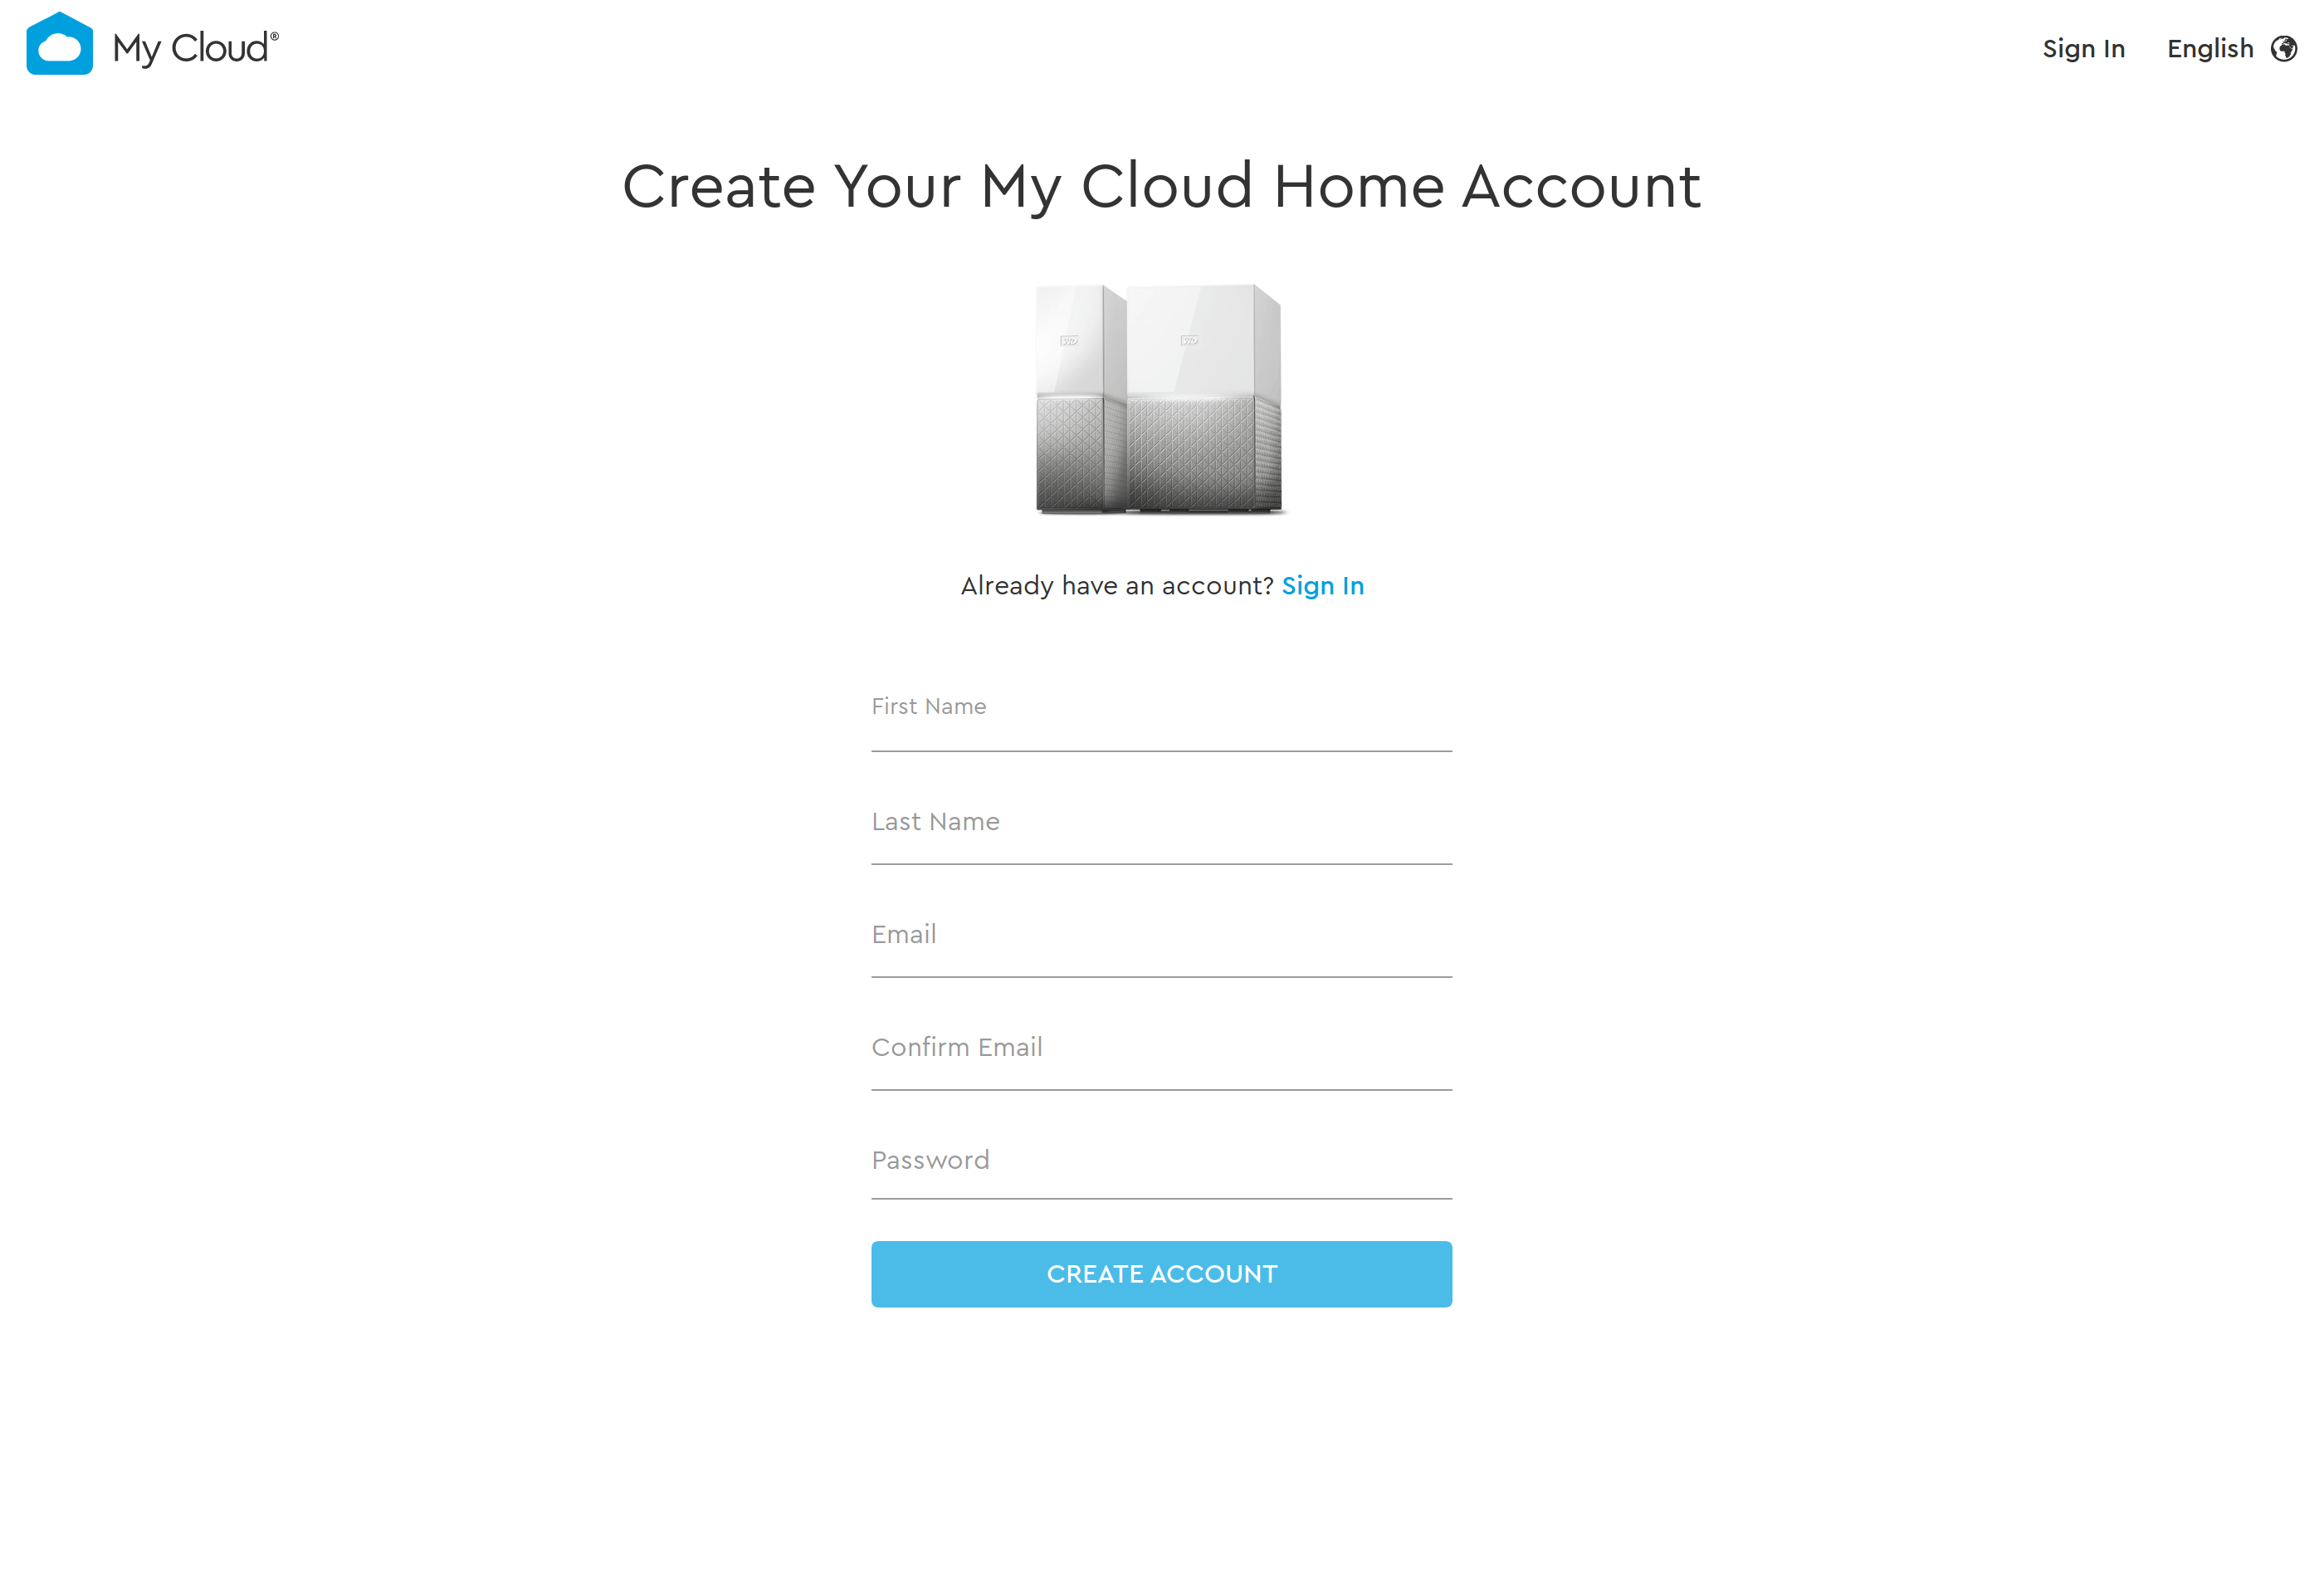 My Cloud®
Sign In English
Create Your My Cloud Home Account
WD WD
Already have an account? Sign In
First Name
Last Name
Email
Confirm Email
Password
CREATE ACCOUNT